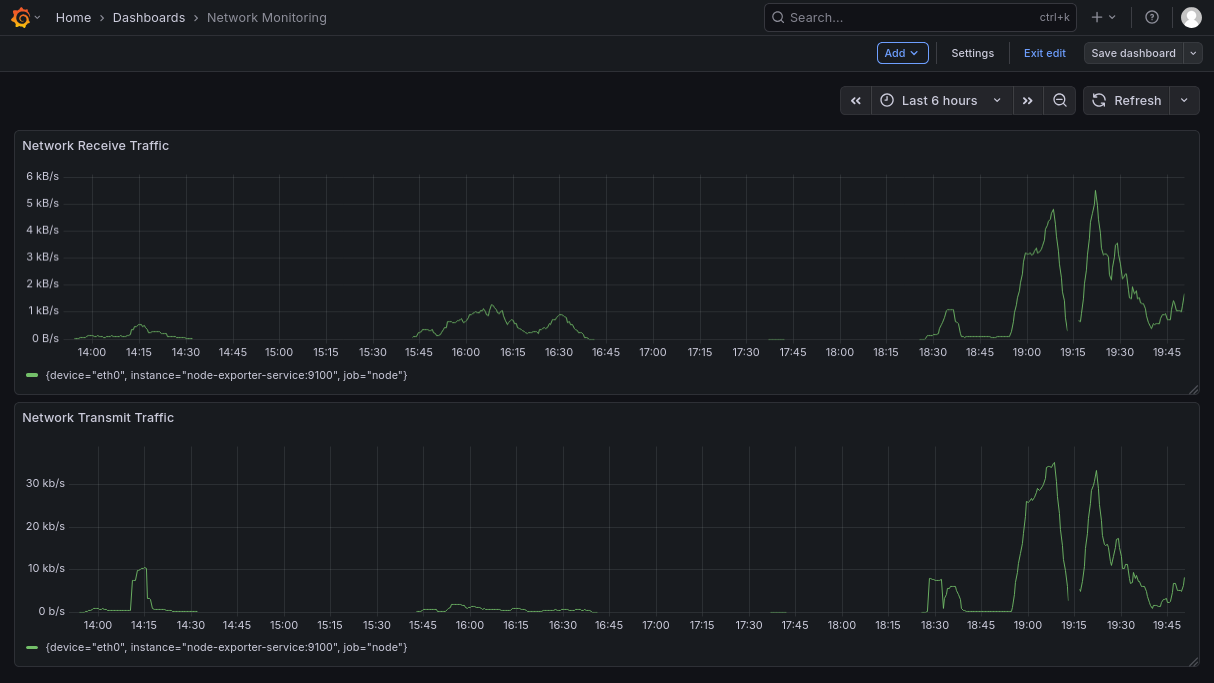 Home › Dashboards › Network Monitoring Search... ctrl+k
Add Settings Exit edit Save dashboard
Last 6 hours Refresh
Network Receive Traffic
6 kB/s
5 kB/s
4 kB/s
3 kB/s
2 kB/s
1 kB/s
0 B/s
14:00 14:15 14:30 14:45 15:00 15:15 15:30 15:45 16:00 16:15 16:30 16:45 17:00 17:15 17:30 17:45 18:00 18:15 18:30 18:45 19:00 19:15 19:30 19:45
{device="eth0", instance="node-exporter-service:9100", job="node"}
Network Transmit Traffic
30 kb/s
20 kb/s
10 kb/s
0 b/s
14:00 14:15 14:30 14:45 15:00 15:15 15:30 15:45 16:00 16:15 16:30 16:45 17:00 17:15 17:30 17:45 18:00 18:15 18:30 18:45 19:00 19:15 19:30 19:45
{device="eth0", instance="node-exporter-service:9100", job="node"}